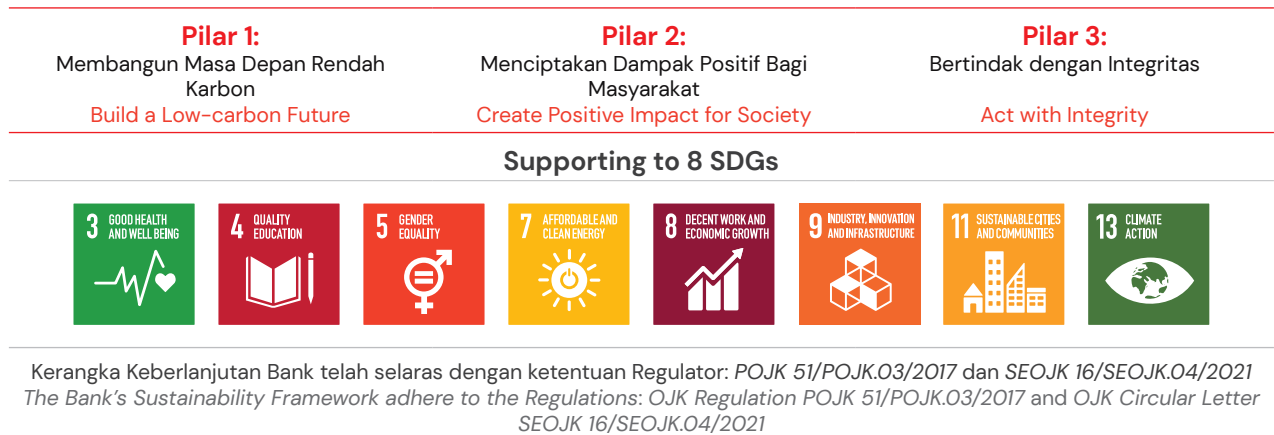 Pilar 1:
Membangun Masa Depan Rendah
Karbon
Build a Low-carbon Future
Pilar 2:
Menciptakan Dampak Positif Bagi
Masyarakat
Create Positive Impact for Society
Pilar 3:
Bertindak dengan Integritas
Act with Integrity
Supporting to 8 SDGs
3 GOOD HEALTH
AND WELL BEING
4 QUALITY
EDUCATION
5 GENDER
EQUALITY
7 AFFORDABLE AND
CLEAN ENERGY
8 DECENT WORK AND
ECONOMIC GROWTH
9 INDUSTRY, INNOVATION
AND INFRASTRUCTURE
11 SUSTAINABLE CITIES
AND COMMUNITIES
13 CLIMATE
ACTION
Kerangka Keberlanjutan Bank telah selaras dengan ketentuan Regulator: POJK 51/POJK.03/2017 dan SEOJK 16/SEOJK.04/2021
The Bank's Sustainability Framework adhere to the Regulations: OJK Regulation POJK 51/POJK.03/2017 and OJK Circular Letter
SEOJK 16/SEOJK.04/2021